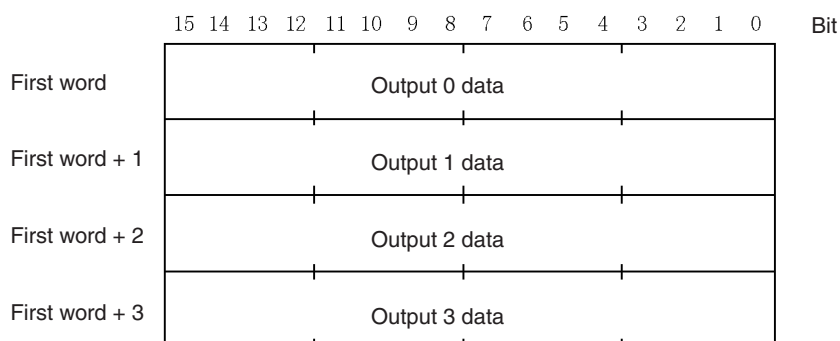 15 14 13 12 11 10 9 8 7 6 5 4 3 2 1 0 Bit
First word Output 0 data
First word + 1 Output 1 data
First word + 2 Output 2 data
First word + 3 Output 3 data